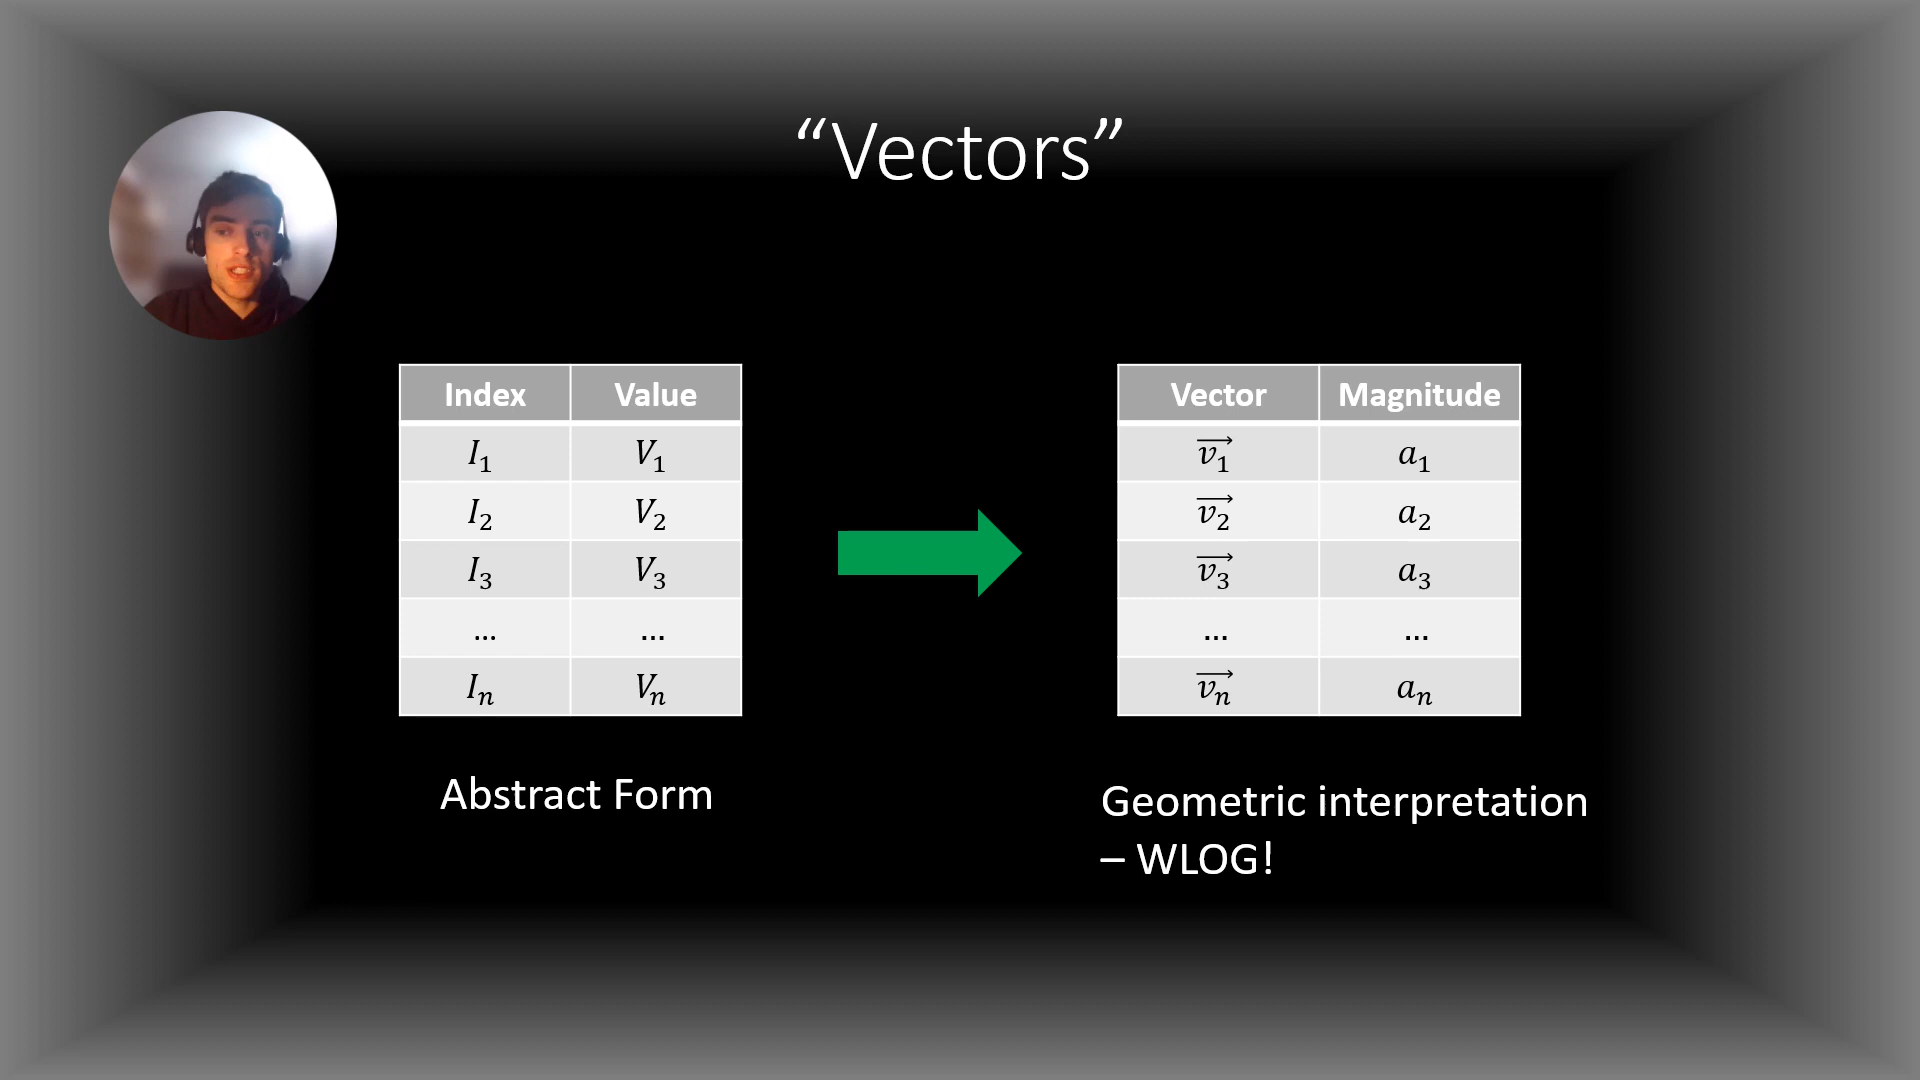 “Vectors”
Index Value
I₁ V₁
I₂ V₂
I₃ V₃
... ...
Iₙ Vₙ
Abstract Form
Vector Magnitude
v₁⃗ a₁
v₂⃗ a₂
v₃⃗ a₃
... ...
vₙ⃗ aₙ
Geometric interpretation
– WLOG!